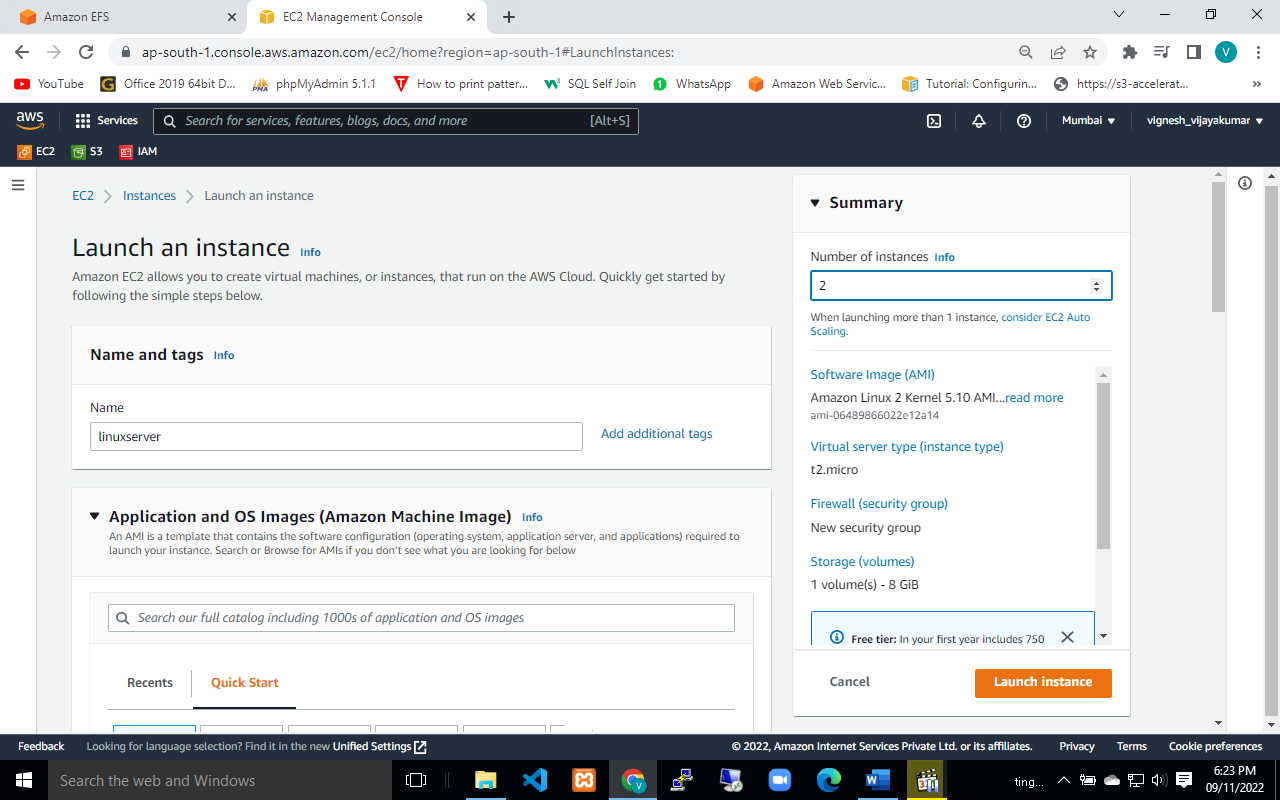 Amazon EFS
EC2 Management Console
ap-south-1.console.aws.amazon.com/ec2/home?region=ap-south-1#LaunchInstances:
V
YouTube
Office 2019 64bit D...
phpMyAdmin 5.1.1
How to print patter...
SQL Self Join
WhatsApp
Amazon Web Servic...
Tutorial: Configurin...
https://s3-accelerat...
»
aws
Services
Search for services, features, blogs, docs, and more
[Alt+S]
Mumbai
vignesh_vijayakumar
EC2
S3
IAM
EC2
Instances
Launch an instance
Launch an instance Info
Amazon EC2 allows you to create virtual machines, or instances, that run on the AWS Cloud. Quickly get started by
following the simple steps below.
Name and tags Info
Name
linuxserver
Add additional tags
Application and OS Images (Amazon Machine Image) Info
An AMI is a template that contains the software configuration (operating system, application server, and applications) required to
launch your instance. Search or Browse for AMIs if you don't see what you are looking for below
Search our full catalog including 1000s of application and OS images
Recents
Quick Start
Summary
Number of instances Info
2
When launching more than 1 instance, consider EC2 Auto
Scaling.
Software Image (AMI)
Amazon Linux 2 Kernel 5.10 AMI...read more
ami-06489866022e12a14
Virtual server type (instance type)
t2.micro
Firewall (security group)
New security group
Storage (volumes)
1 volume(s) - 8 GiB
Free tier: In your first year includes 750
Cancel
Launch instance
Feedback
Looking for language selection? Find it in the new Unified Settings
© 2022, Amazon Internet Services Private Ltd. or its affiliates.
Privacy
Terms
Cookie preferences
Search the web and Windows
ting...
6:23 PM
09/11/2022